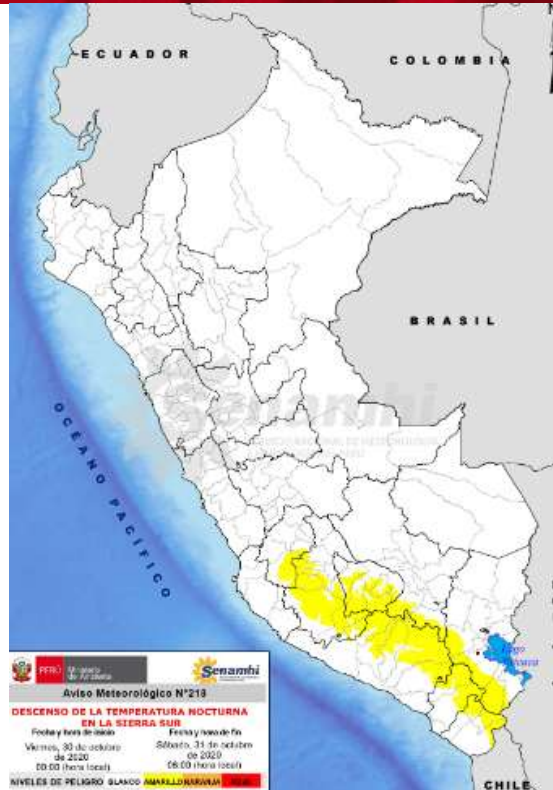 ECUADOR
COLOMBIA
BRASIL
Senamhi
OCÉANO PACÍFICO
Lago
PERÚ Ministerio del Ambiente
Senamhi
Aviso Meteorológico N°218
DESCENSO DE LA TEMPERATURA NOCTURNA
EN LA SIERRA SUR
Fecha y hora de inicio
Viernes, 30 de octubre
de 2020
00:00 (hora local)
Fecha y hora de fin
Sábado, 31 de octubre
de 2020
06:00 (hora local)
NIVELES DE PELIGRO BLANCO AMARILLO NARANJA ROJO
CHILE